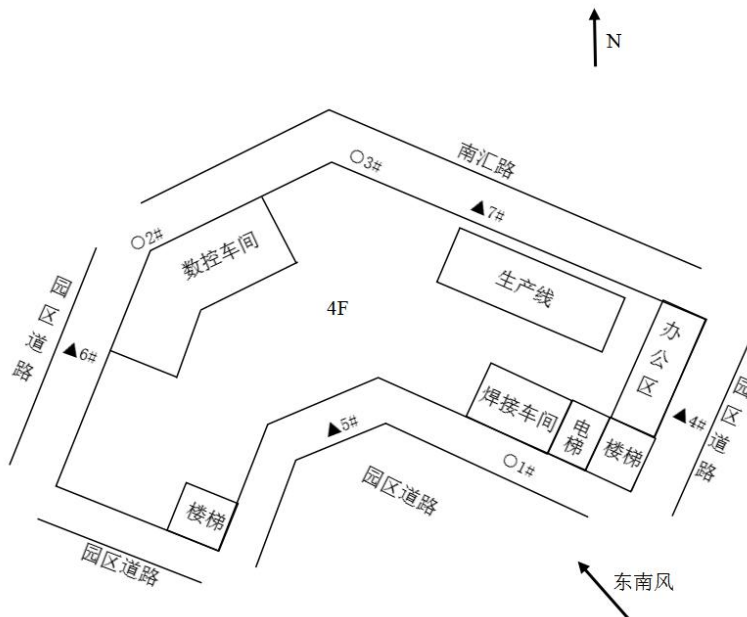 N
南汇路
○3#
▲7#
○2#
数控车间
生产线
园区道路
4F
办公区
▲6#
园区道路
焊接车间
电梯
楼梯
▲4#
▲5#
○1#
园区道路
楼梯
园区道路
东南风